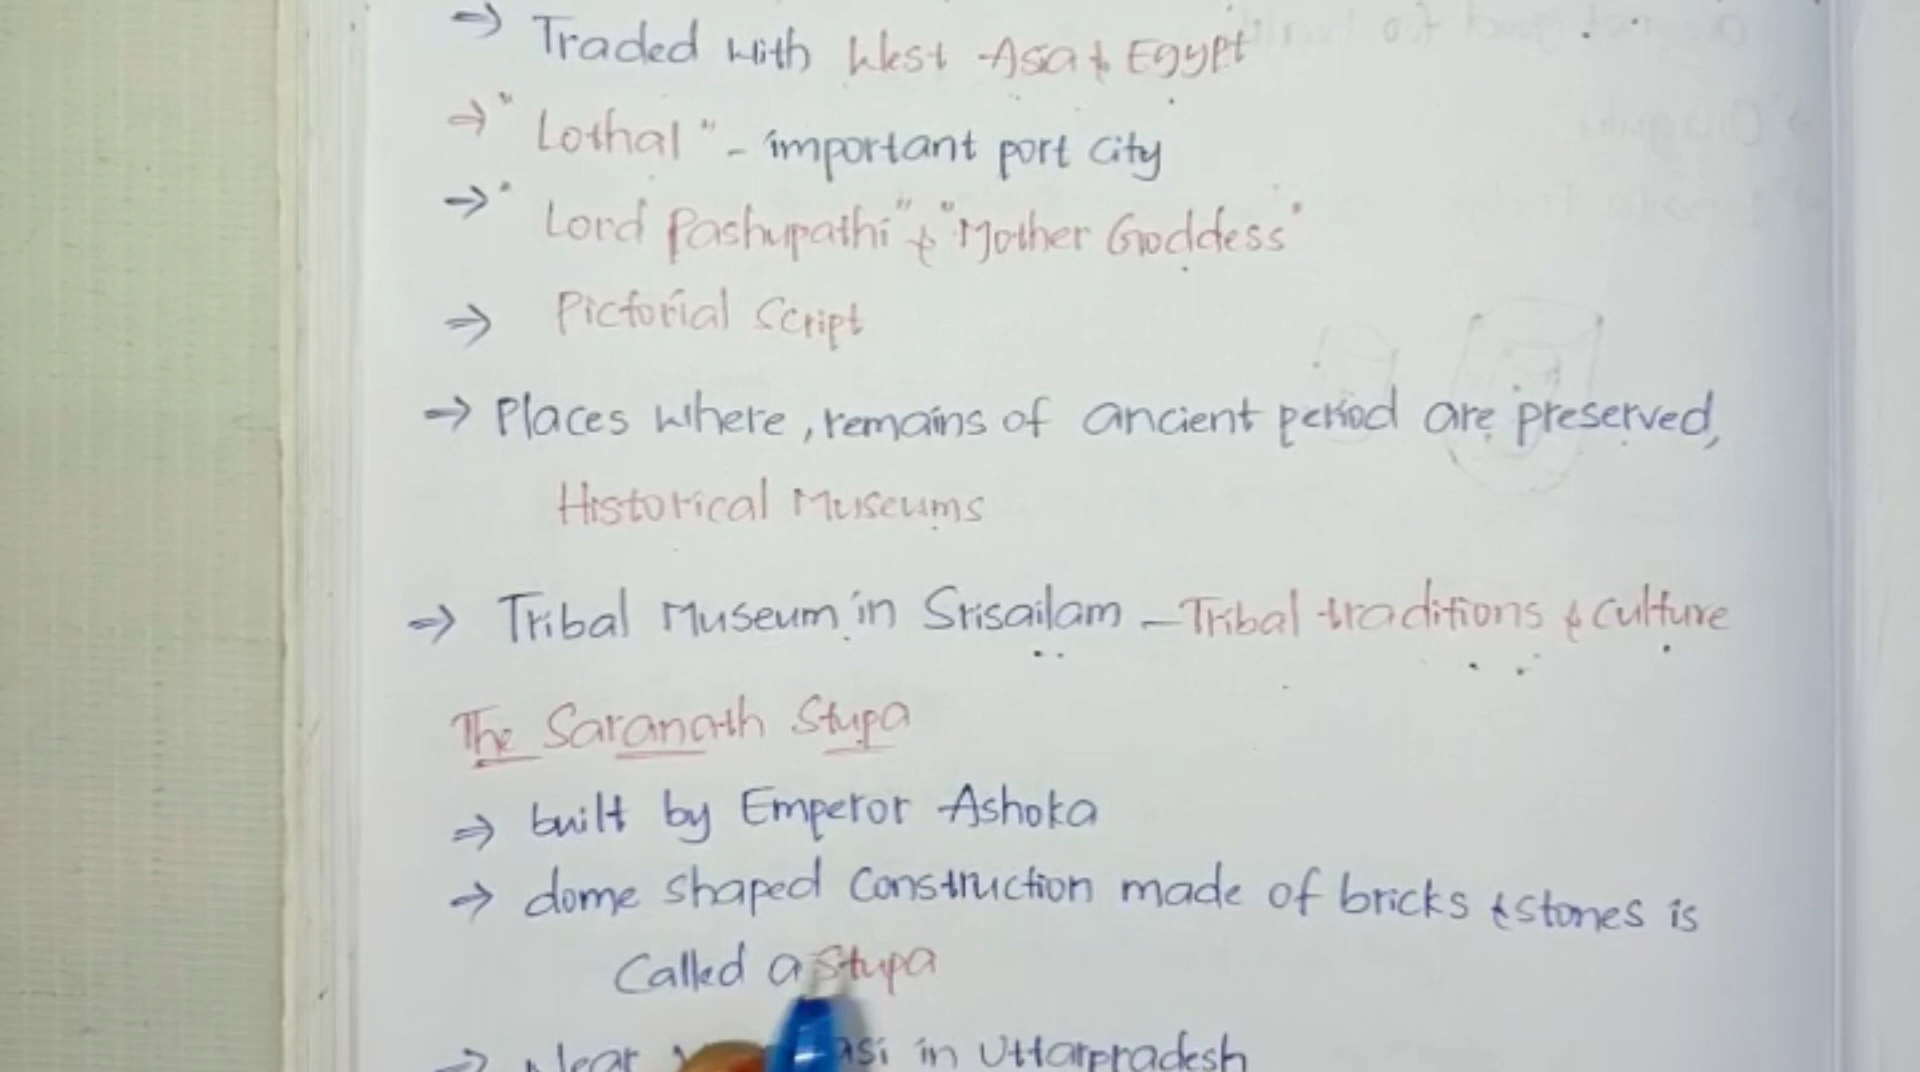 ⇒ Traded with West Asia & Egypt
⇒ "Lothal" - important port city
→ "Lord Pashupathi" & "Mother Goddess"
⇒ Pictorial Script
→ Places where, remains of ancient period are preserved,
Historical Museums
⇒ Tribal Museum in Srisailam - Tribal traditions & culture
The Saranath Stupa
⇒ built by Emperor Ashoka
⇒ dome shaped Construction made of bricks & stones is
Called a Stupa
⇒ Near in Uttarpradesh